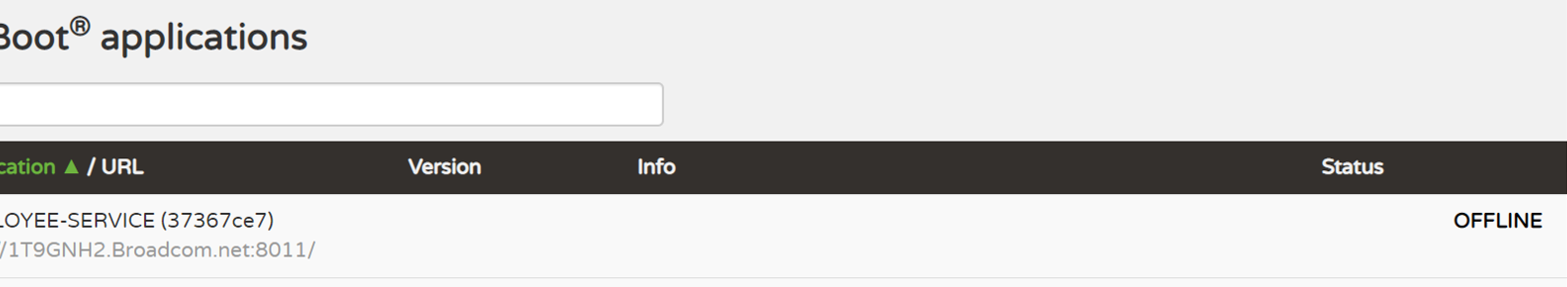 Boot® applications
cation ▲ / URL Version Info Status
LOYEE-SERVICE (37367ce7) OFFLINE
/1T9GNH2.Broadcom.net:8011/